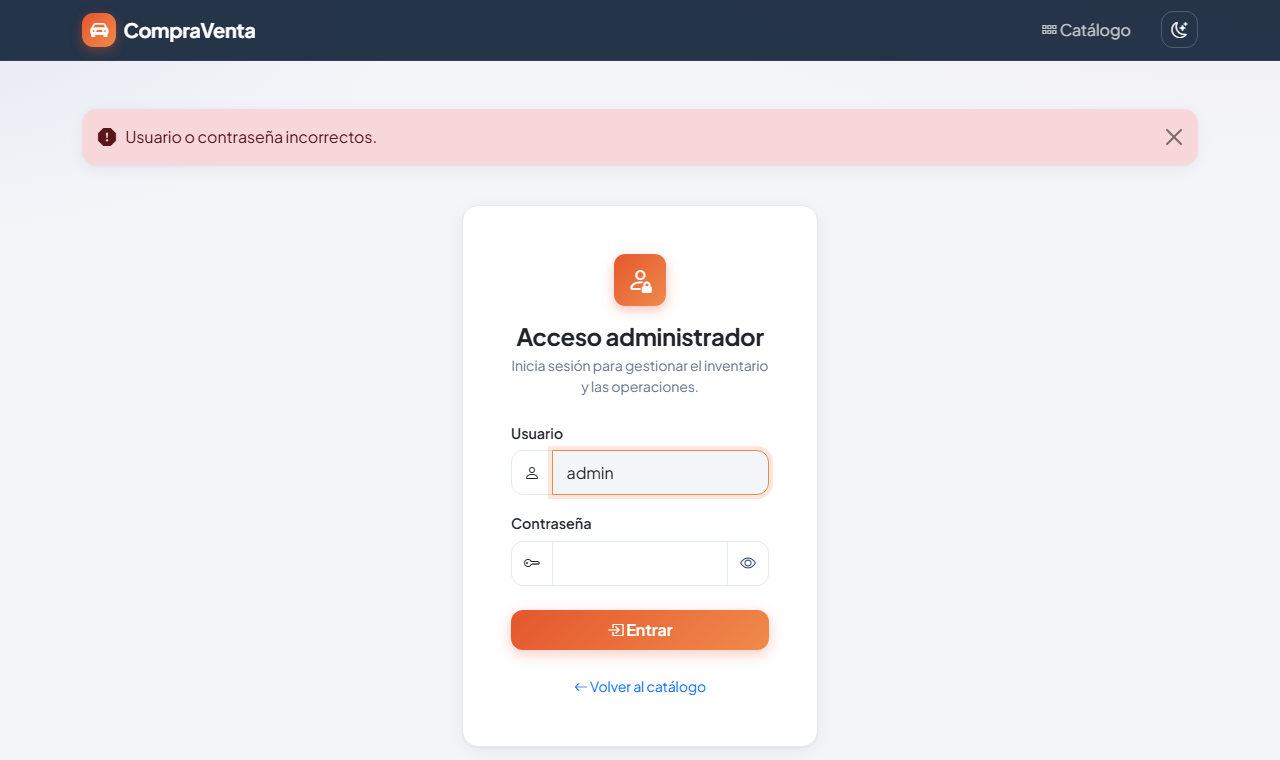 CompraVenta
Catálogo
Usuario o contraseña incorrectos.
Acceso administrador
Inicia sesión para gestionar el inventario
y las operaciones.
Usuario
admin
Contraseña
Entrar
Volver al catálogo